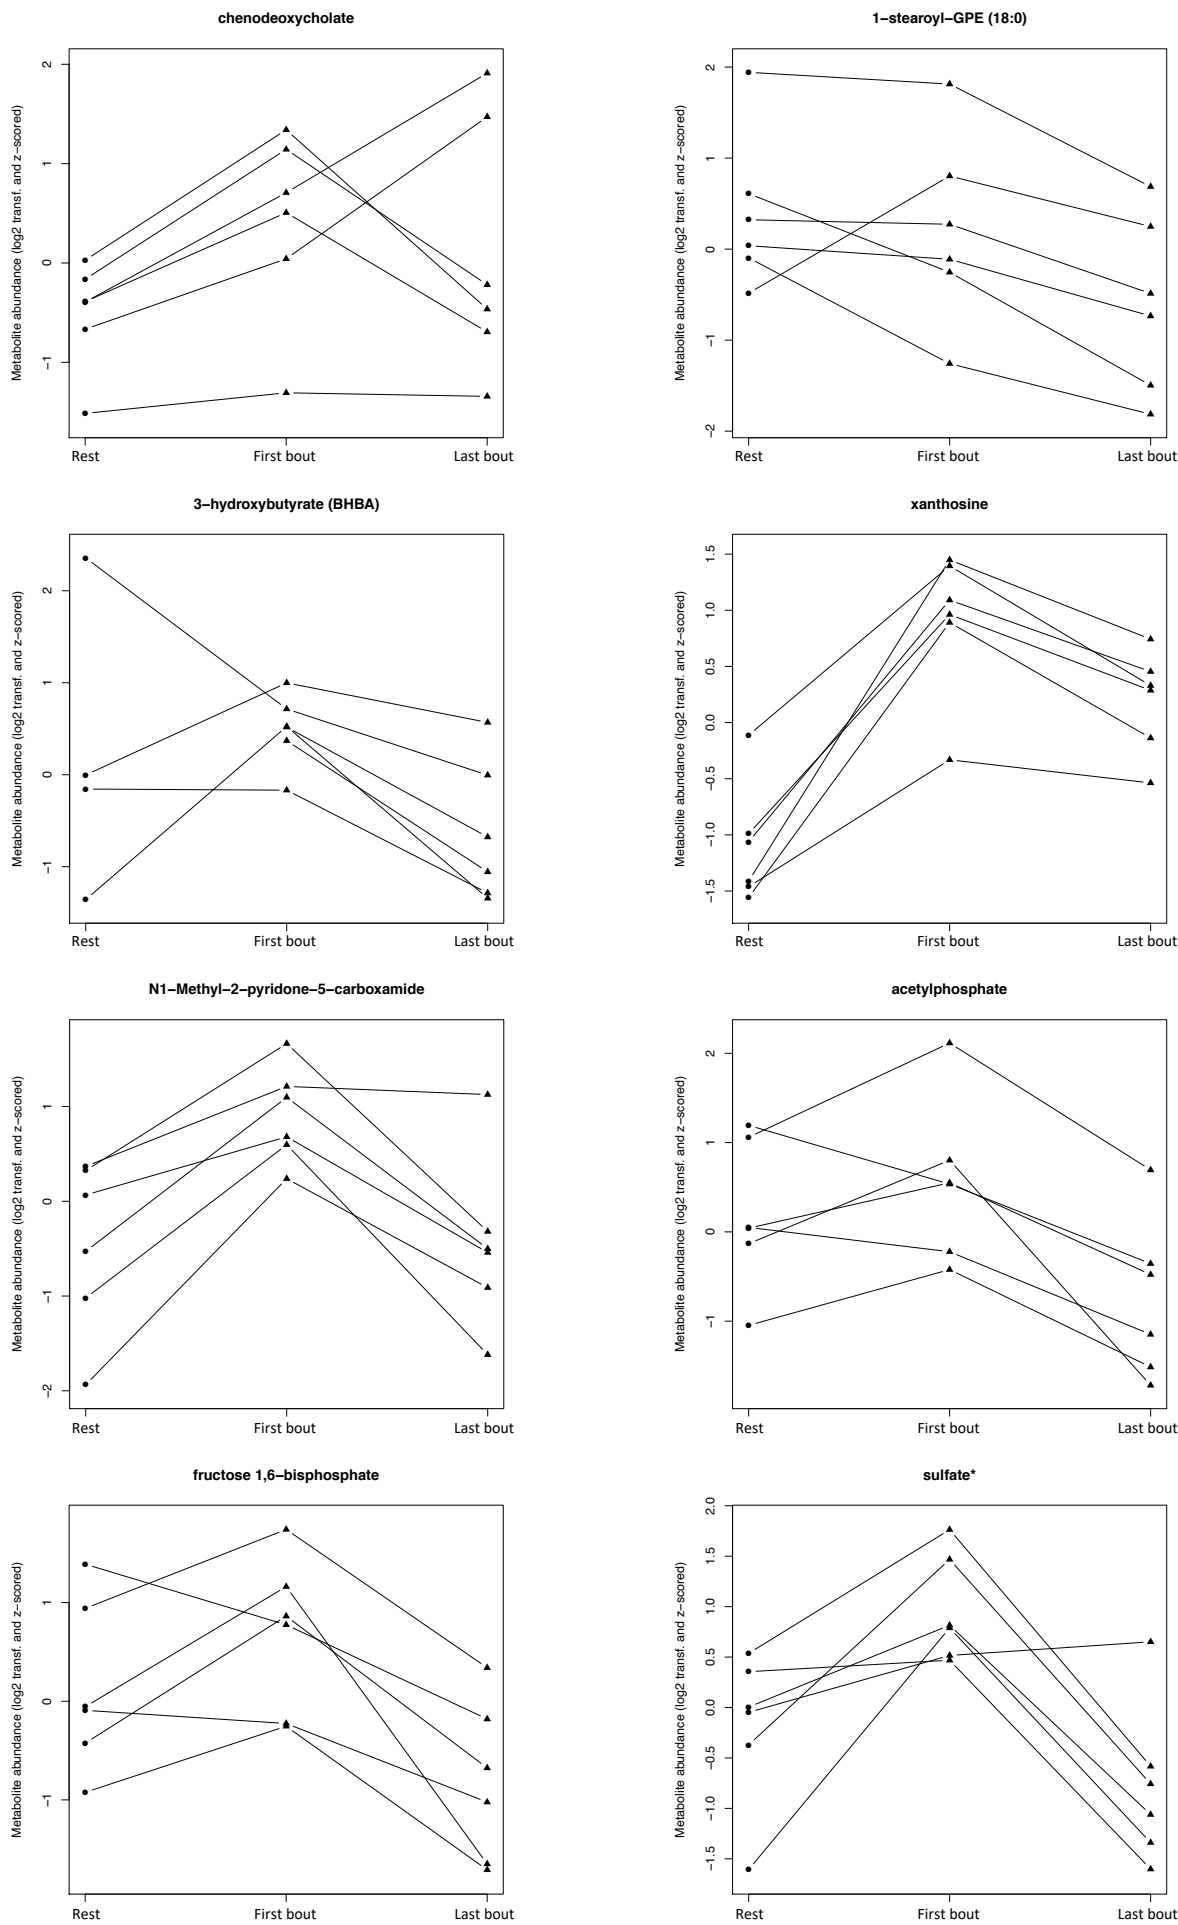 chenodeoxycholate
Metabolite abundance (log2 transf. and z−scored)
2
1
0
−1
Rest First bout Last bout
1−stearoyl−GPE (18:0)
Metabolite abundance (log2 transf. and z−scored)
2
1
0
−1
−2
Rest First bout Last bout
3−hydroxybutyrate (BHBA)
Metabolite abundance (log2 transf. and z−scored)
2
1
0
−1
Rest First bout Last bout
xanthosine
Metabolite abundance (log2 transf. and z−scored)
1.5
1.0
0.5
0.0
−0.5
−1.0
−1.5
Rest First bout Last bout
N1−Methyl−2−pyridone−5−carboxamide
Metabolite abundance (log2 transf. and z−scored)
1
0
−1
−2
Rest First bout Last bout
acetylphosphate
Metabolite abundance (log2 transf. and z−scored)
2
1
0
−1
Rest First bout Last bout
fructose 1,6−bisphosphate
Metabolite abundance (log2 transf. and z−scored)
1
0
−1
Rest First bout Last bout
sulfate*
Metabolite abundance (log2 transf. and z−scored)
2.0
1.5
1.0
0.5
0.0
−0.5
−1.0
−1.5
Rest First bout Last bout